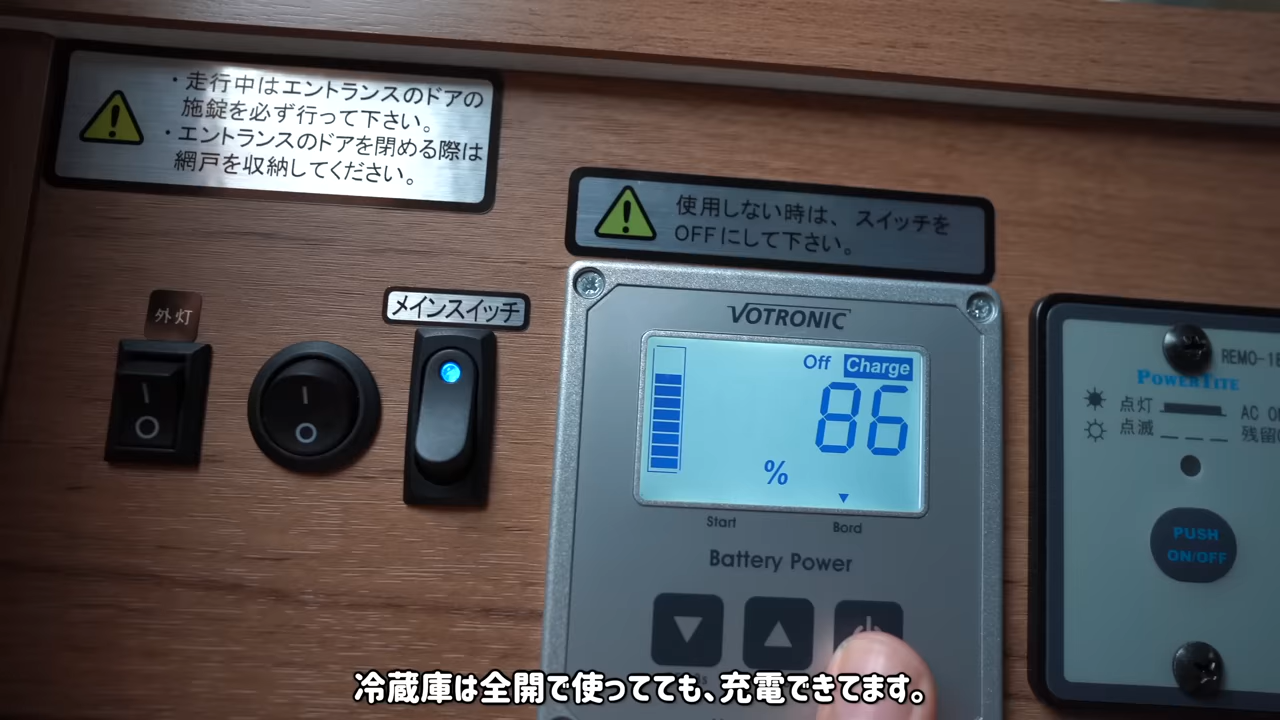 ・走行中はエントランスのドアの
施錠を必ず行って下さい。
・エントランスのドアを閉める際は
網戸を収納してください。
使用しない時は、スイッチを
OFFにして下さい。
外灯
メインスイッチ
VOTRONIC
Off Charge
86
%
Start Bord
Battery Power
REMO-1
POWERTITE
点灯 AC O
点滅 残留
PUSH
ON/OFF
冷蔵庫は全開で使ってても、充電できてます。